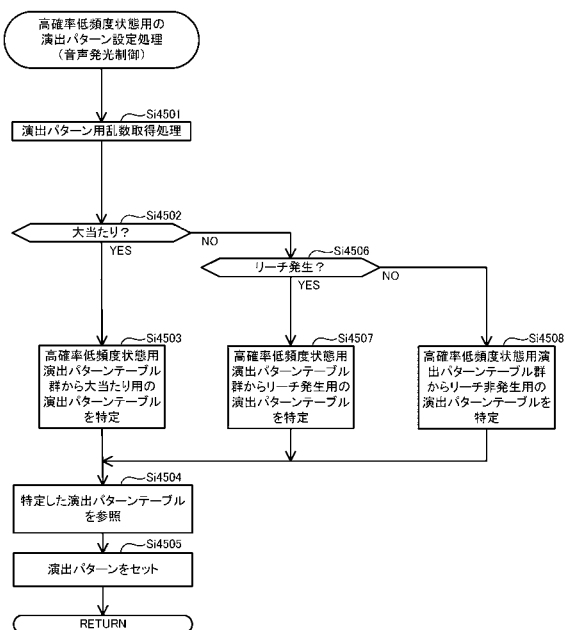 高確率低頻度状態用の
演出パターン設定処理
（音声発光制御）
Si4501
演出パターン用乱数取得処理
Si4502
大当たり？
NO
YES
Si4506
リーチ発生？
NO
YES
Si4503
高確率低頻度状態用
演出パターンテーブル
群から大当たり用の
演出パターンテーブル
を特定
Si4507
高確率低頻度状態用
演出パターンテーブル
群からリーチ発生用の
演出パターンテーブル
を特定
Si4508
高確率低頻度状態用演
出パターンテーブル群
からリーチ非発生用の
演出パターンテーブルを
特定
Si4504
特定した演出パターンテーブル
を参照
Si4505
演出パターンをセット
RETURN